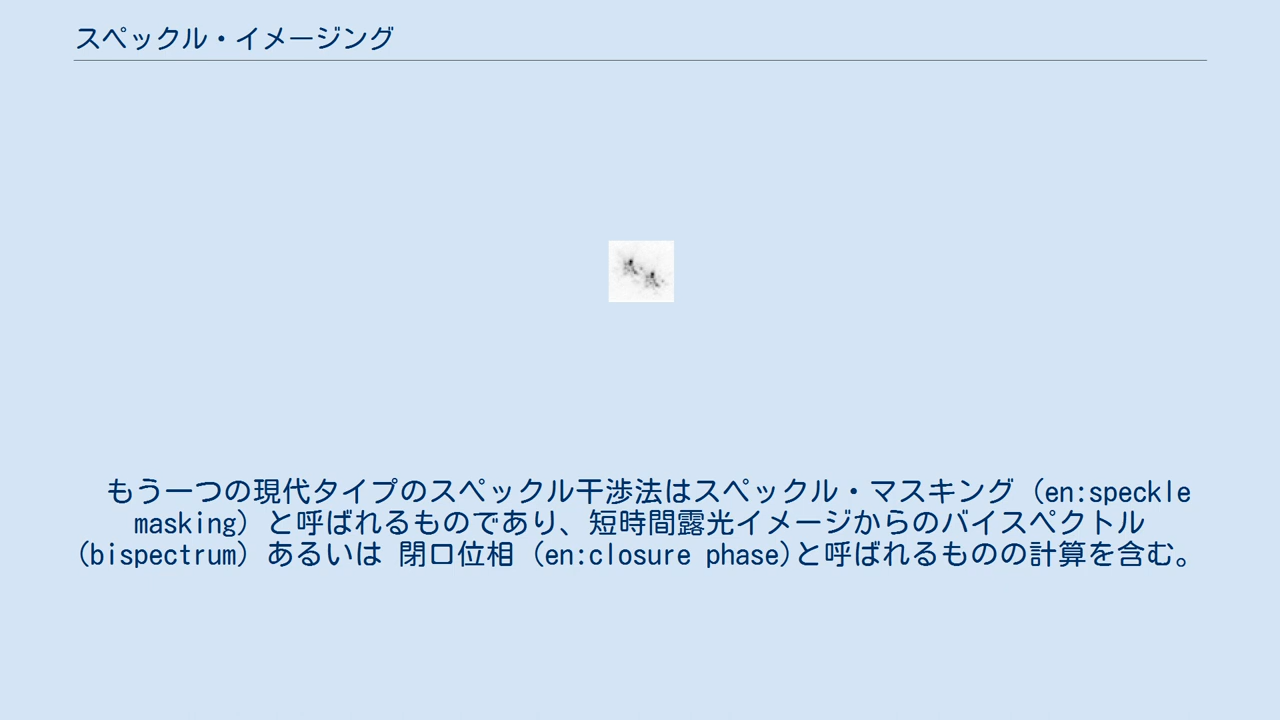 スペックル・イメージング
もう一つの現代タイプのスペックル干渉法はスペックル・マスキング (en:speckle
masking) と呼ばれるものであり、短時間露光イメージからのバイスペクトル
(bispectrum) あるいは 閉口位相 (en:closure phase)と呼ばれるものの計算を含む。